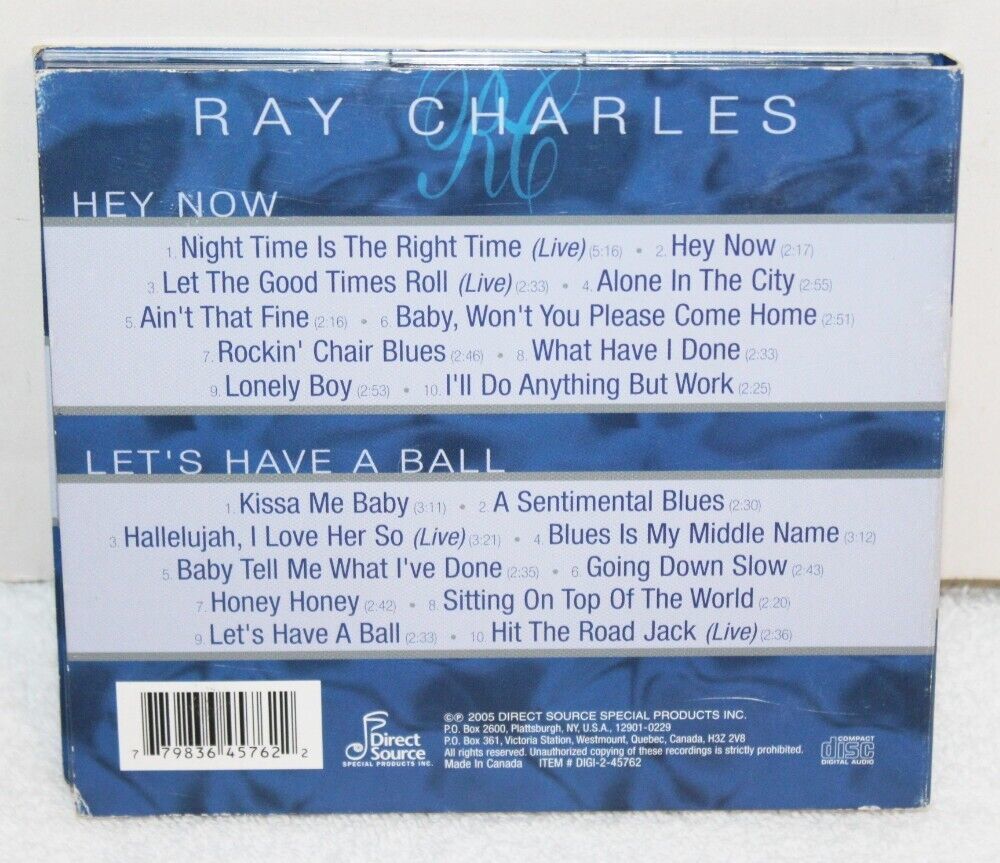 RC
RAY CHARLES
HEY NOW
1. Night Time Is The Right Time (Live) (5:16) • 2. Hey Now (2:17)
3. Let The Good Times Roll (Live) (2:33) • 4. Alone In The City (2:55)
5. Ain't That Fine (2:16) • 6. Baby, Won't You Please Come Home (2:51)
7. Rockin' Chair Blues (2:46) • 8. What Have I Done (2:33)
9. Lonely Boy (2:53) • 10. I'll Do Anything But Work (2:25)
LET'S HAVE A BALL
1. Kissa Me Baby (3:11) • 2. A Sentimental Blues (2:30)
3. Hallelujah, I Love Her So (Live) (3:21) • 4. Blues Is My Middle Name (3:12)
5. Baby Tell Me What I've Done (2:35) • 6. Going Down Slow (2:43)
7. Honey Honey (2:42) • 8. Sitting On Top Of The World (2:20)
9. Let's Have A Ball (2:33) • 10. Hit The Road Jack (Live) (2:36)
7 79836 45762 2
Direct
Source
SPECIAL PRODUCTS INC.
©℗ 2005 DIRECT SOURCE SPECIAL PRODUCTS INC.
P.O. Box 2600, Plattsburgh, NY, U.S.A., 12901-0229
P.O. Box 361, Victoria Station, Westmount, Quebec, Canada, H3Z 2V8
All rights reserved. Unauthorized copying of these recordings is strictly prohibited.
Made In Canada ITEM # DIGI-2-45762
COMPACT
disc
DIGITAL AUDIO